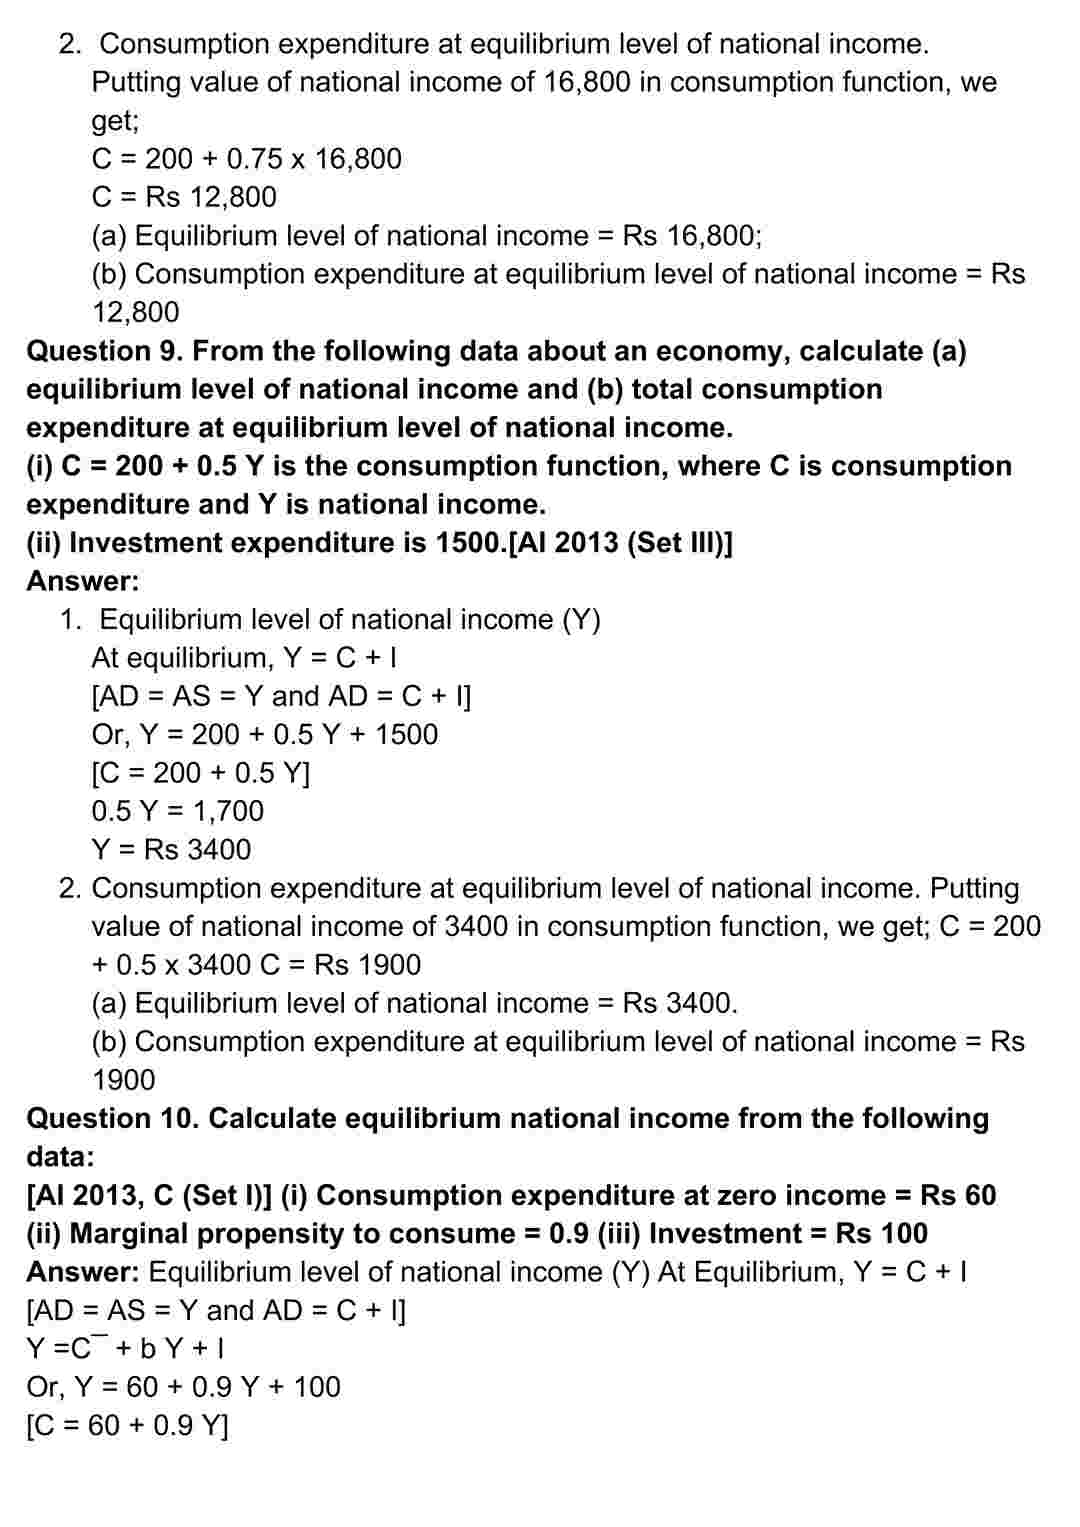 2. Consumption expenditure at equilibrium level of national income.
Putting value of national income of 16,800 in consumption function, we
get;
C = 200 + 0.75 x 16,800
C = Rs 12,800
(a) Equilibrium level of national income = Rs 16,800;
(b) Consumption expenditure at equilibrium level of national income = Rs
12,800
Question 9. From the following data about an economy, calculate (a)
equilibrium level of national income and (b) total consumption
expenditure at equilibrium level of national income.
(i) C = 200 + 0.5 Y is the consumption function, where C is consumption
expenditure and Y is national income.
(ii) Investment expenditure is 1500.[AI 2013 (Set III)]
Answer:
1. Equilibrium level of national income (Y)
At equilibrium, Y = C + I
[AD = AS = Y and AD = C + I]
Or, Y = 200 + 0.5 Y + 1500
[C = 200 + 0.5 Y]
0.5 Y = 1,700
Y = Rs 3400
2. Consumption expenditure at equilibrium level of national income. Putting
value of national income of 3400 in consumption function, we get; C = 200
+ 0.5 x 3400 C = Rs 1900
(a) Equilibrium level of national income = Rs 3400.
(b) Consumption expenditure at equilibrium level of national income = Rs
1900
Question 10. Calculate equilibrium national income from the following
data:
[AI 2013, C (Set I)] (i) Consumption expenditure at zero income = Rs 60
(ii) Marginal propensity to consume = 0.9 (iii) Investment = Rs 100
Answer: Equilibrium level of national income (Y) At Equilibrium, Y = C + I
[AD = AS = Y and AD = C + I]
Y =C¯ + b Y + I
Or, Y = 60 + 0.9 Y + 100
[C = 60 + 0.9 Y]